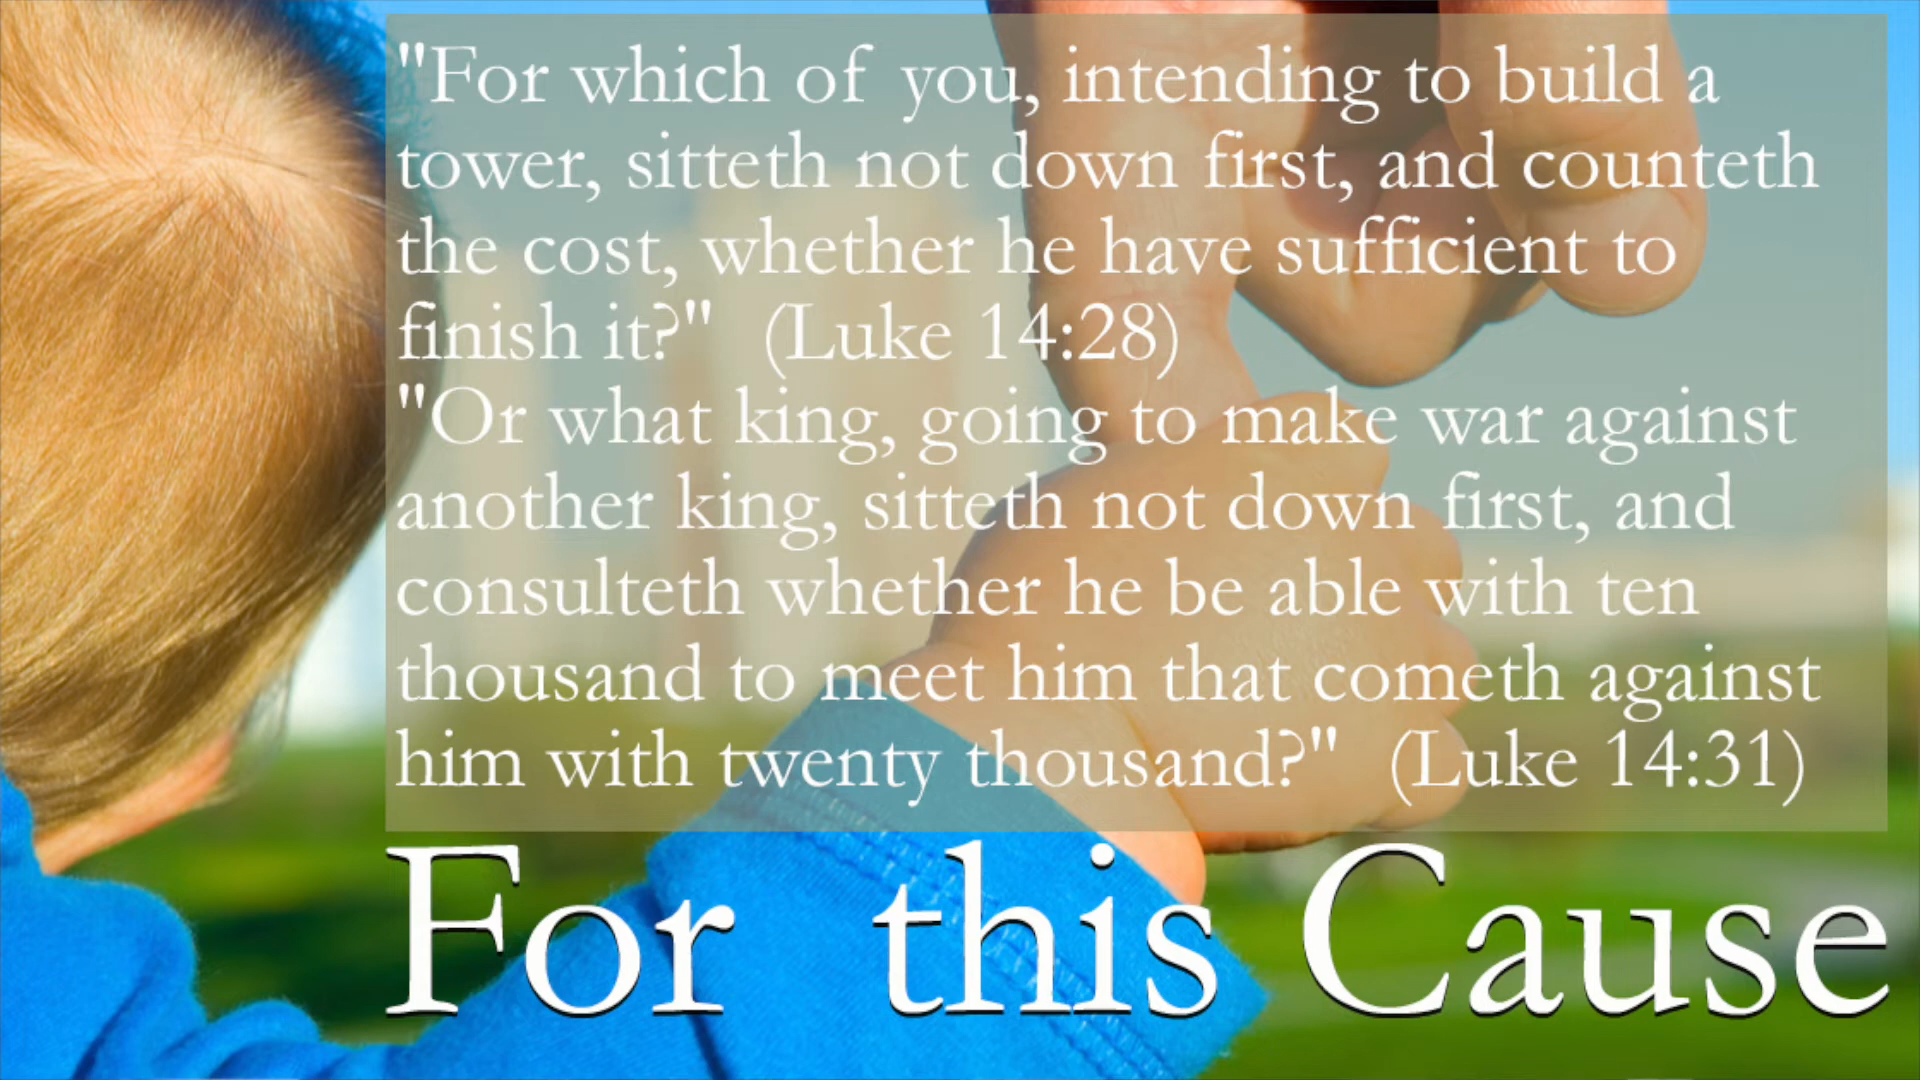 "For which of you, intending to build a
tower, sitteth not down first, and counteth
the cost, whether he have sufficient to
finish it?"  (Luke 14:28)
"Or what king, going to make war against
another king, sitteth not down first, and
consulteth whether he be able with ten
thousand to meet him that cometh against
him with twenty thousand?"  (Luke 14:31)
For this Cause